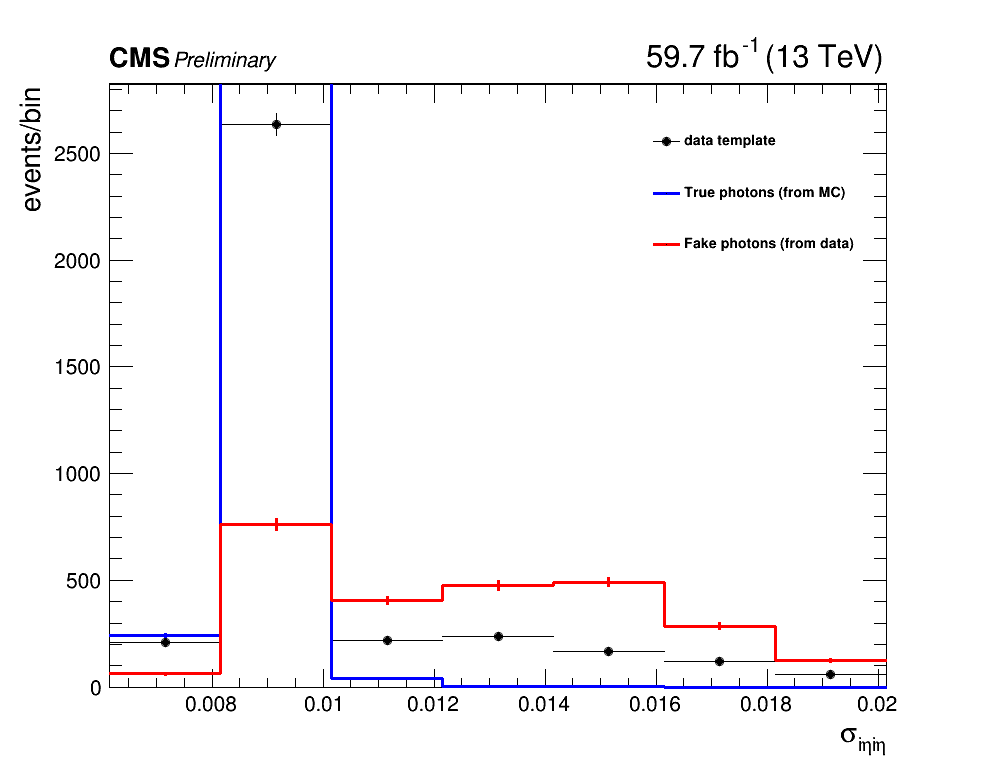 CMS Preliminary
59.7 fb⁻¹ (13 TeV)
events/bin
data template
True photons (from MC)
Fake photons (from data)
2500
2000
1500
1000
500
0
0.008 0.01 0.012 0.014 0.016 0.018 0.02
σiηiη